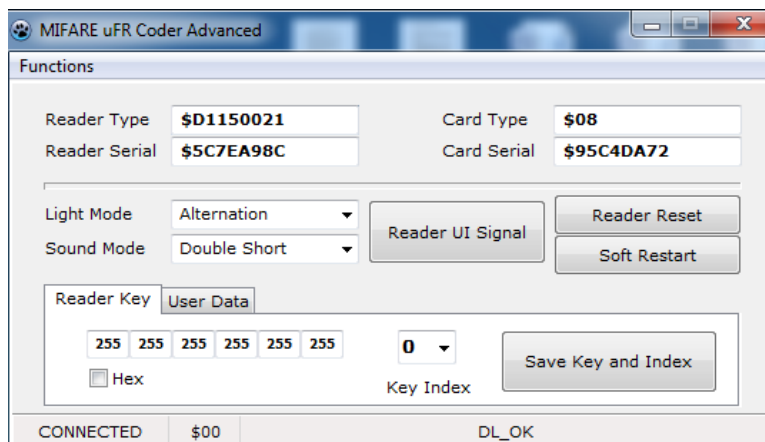 MIFARE uFR Coder Advanced
Functions
Reader Type $D1150021 Card Type $08
Reader Serial $5C7EA98C Card Serial $95C4DA72
Light Mode Alternation Reader UI Signal Reader Reset
Sound Mode Double Short Soft Restart
Reader Key User Data
255 255 255 255 255 255 0 Save Key and Index
Hex Key Index
CONNECTED $00 DL_OK